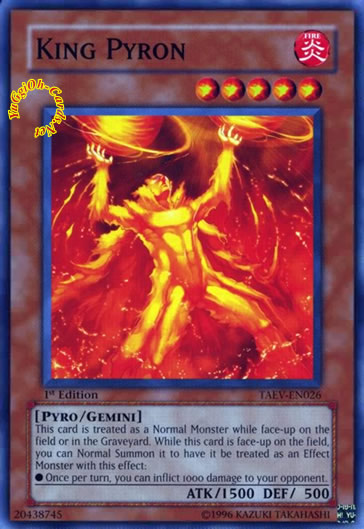 KING PYRON
FIRE
炎
YuGiOh-Cards.Net
1st Edition
TAEV-EN026
[PYRO/GEMINI]
This card is treated as a Normal Monster while face-up on the
field or in the Graveyard. While this card is face-up on the field,
you can Normal Summon it to have it be treated as an Effect
Monster with this effect:
● Once per turn, you can inflict 1000 damage to your opponent.
ATK/1500 DEF/ 500
20438745
©1996 KAZUKI TAKAHASHI